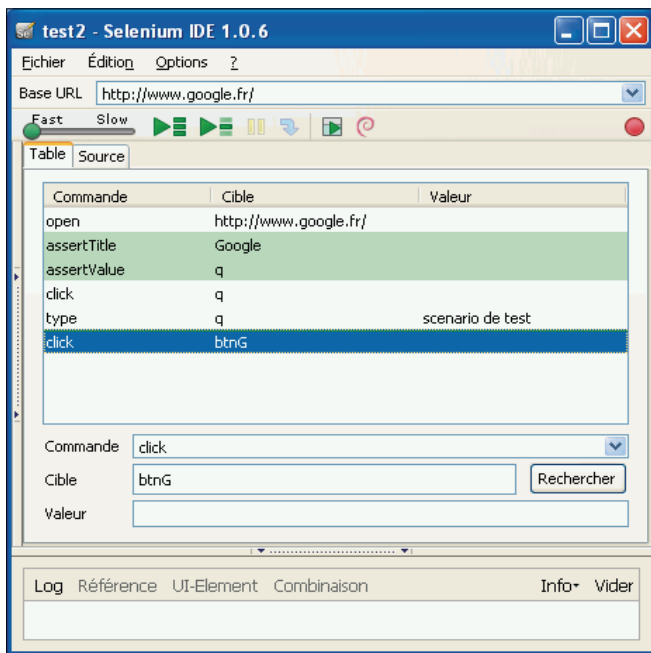 test2 - Selenium IDE 1.0.6
Fichier Édition Options ?
Base URL http://www.google.fr/
Fast Slow
Table Source
Commande Cible Valeur
open http://www.google.fr/
assertTitle Google
assertValue q
click q
type q scenario de test
click btnG
Commande click
Cible btnG Rechercher
Valeur
Log Référence UI-Element Combinaison Info Vider